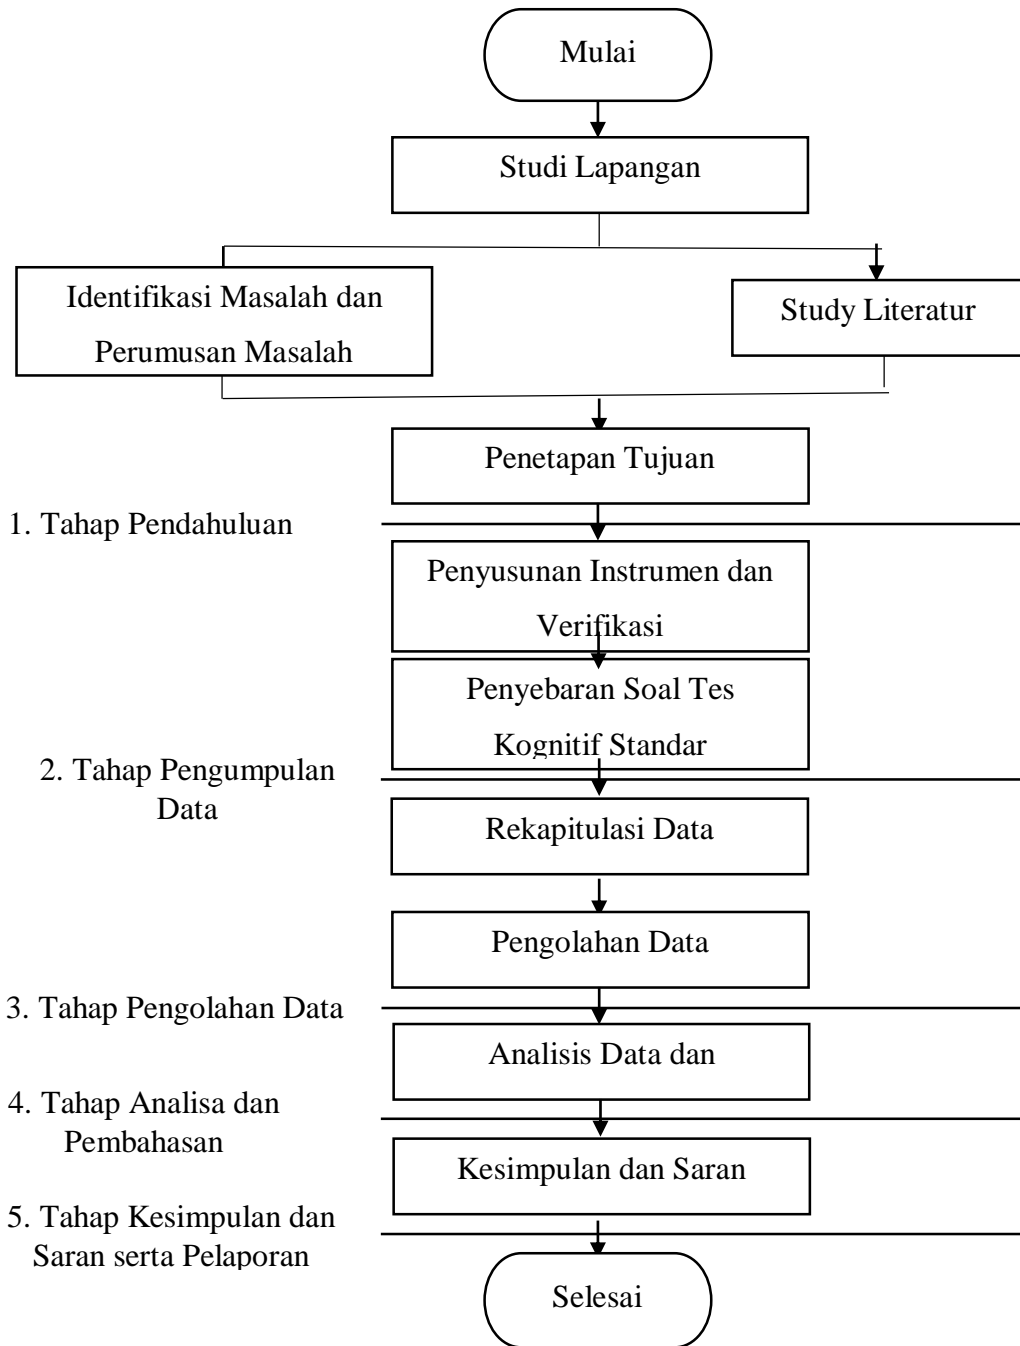 Mulai
Studi Lapangan
Identifikasi Masalah dan
Perumusan Masalah
Study Literatur
Penetapan Tujuan
1. Tahap Pendahuluan
Penyusunan Instrumen dan
Verifikasi
Penyebaran Soal Tes
Kognitif Standar
2. Tahap Pengumpulan
Data
Rekapitulasi Data
Pengolahan Data
3. Tahap Pengolahan Data
Analisis Data dan
4. Tahap Analisa dan
Pembahasan
Kesimpulan dan Saran
5. Tahap Kesimpulan dan
Saran serta Pelaporan
Selesai